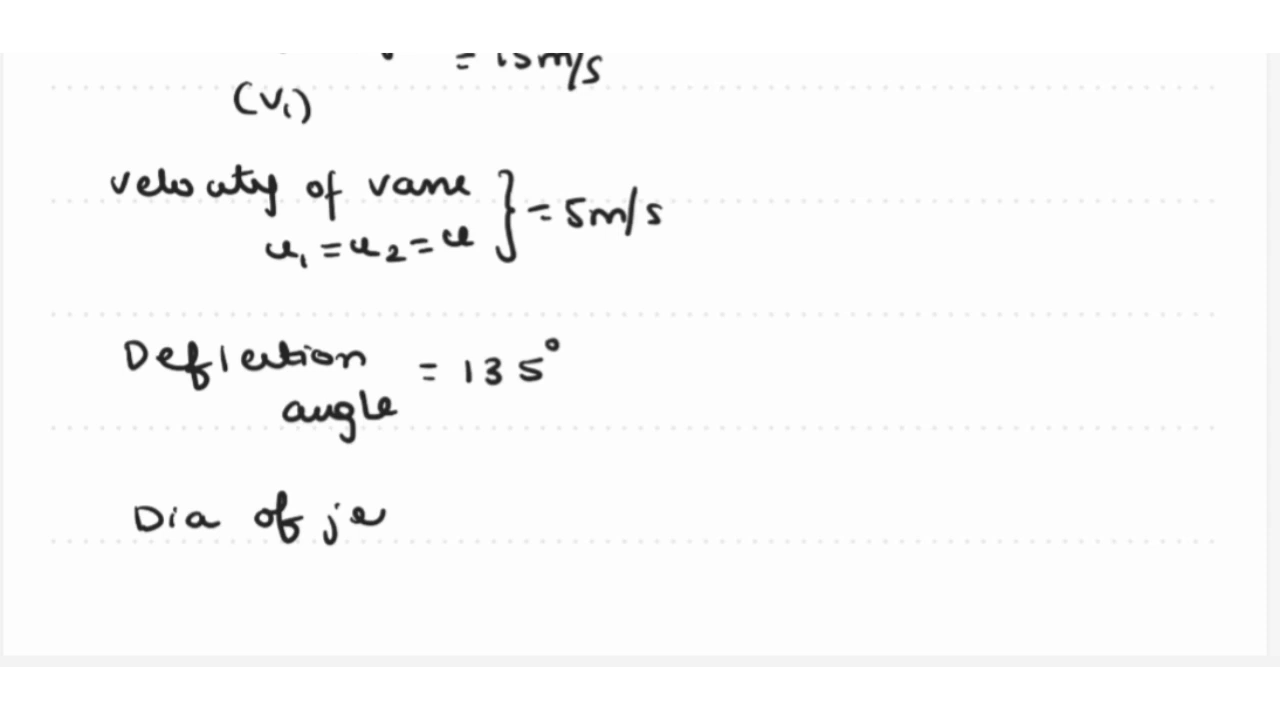 = 15m/s
(V₁)
velocity of vane } = 5m/s
u₁ = u₂ = u
Deflection = 135°
angle
Dia of je